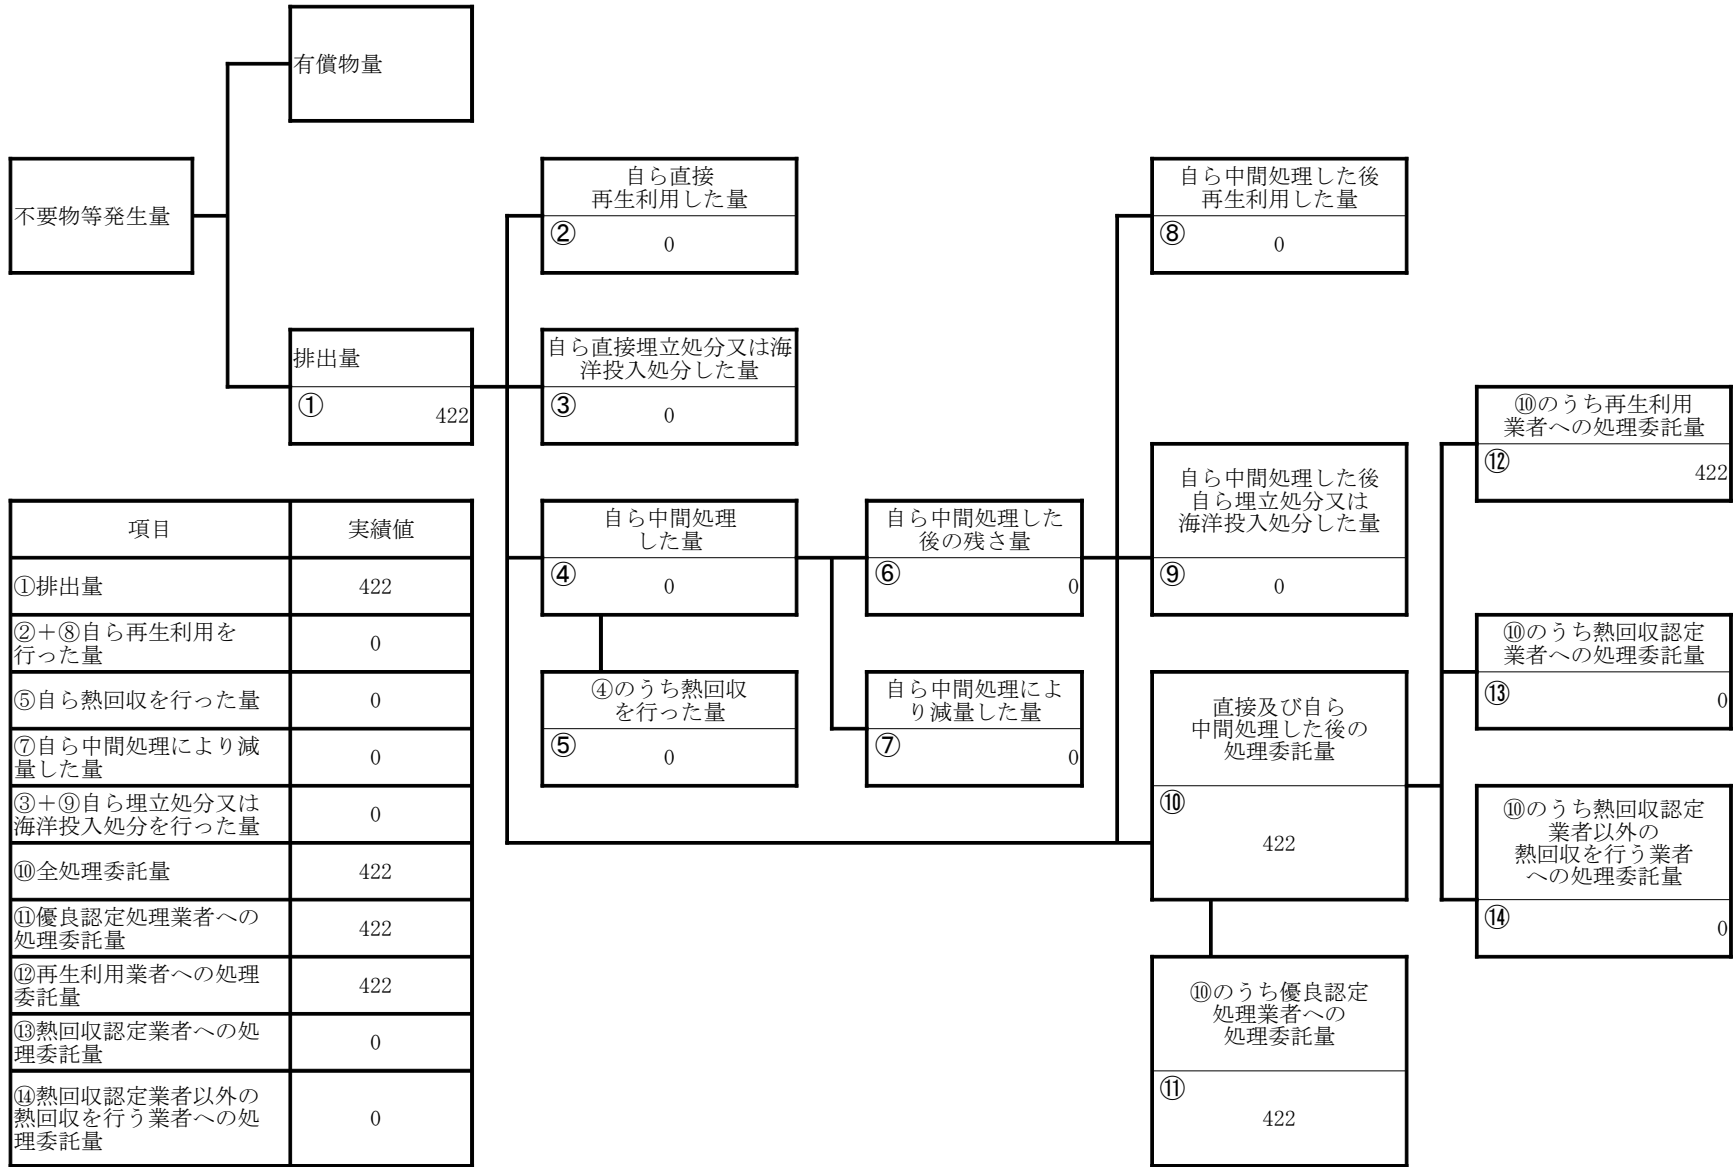 有償物量
不要物等発生量
自ら直接
再生利用した量
②
0
自ら中間処理した後
再生利用した量
⑧
0
排出量
①
422
自ら直接埋立処分又は海
洋投入処分した量
③
0
⑩のうち再生利用
業者への処理委託量
⑫
422
自ら中間処理
した量
④
0
自ら中間処理した
後の残さ量
⑥
0
自ら中間処理した後
自ら埋立処分又は
海洋投入処分した量
⑨
0
⑩のうち熱回収認定
業者への処理委託量
⑬
0
④のうち熱回収
を行った量
⑤
0
自ら中間処理によ
り減量した量
⑦
0
直接及び自ら
中間処理した後の
処理委託量
⑩
422
⑩のうち熱回収認定
業者以外の
熱回収を行う業者
への処理委託量
⑭
0
⑩のうち優良認定
処理業者への
処理委託量
⑪
422
項目 実績値
①排出量 422
②＋⑧自ら再生利用を
行った量 0
⑤自ら熱回収を行った量 0
⑦自ら中間処理により減
量した量 0
③＋⑨自ら埋立処分又は
海洋投入処分を行った量 0
⑩全処理委託量 422
⑪優良認定処理業者への
処理委託量 422
⑫再生利用業者への処理
委託量 422
⑬熱回収認定業者への処
理委託量 0
⑭熱回収認定業者以外の
熱回収を行う業者への処
理委託量 0